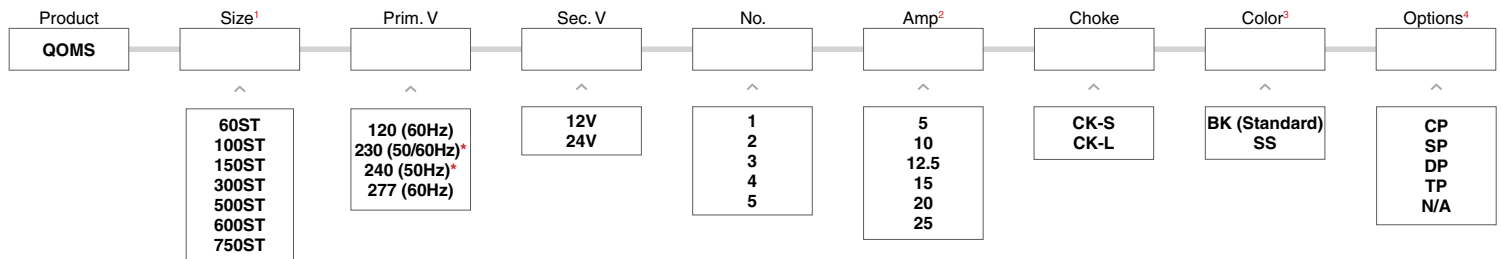 Product
QOMS
Size¹
60ST
100ST
150ST
300ST
500ST
600ST
750ST
Prim. V
120 (60Hz)
230 (50/60Hz)*
240 (50Hz)*
277 (60Hz)
Sec. V
12V
24V
No.
1
2
3
4
5
Amp²
5
10
12.5
15
20
25
Choke
CK-S
CK-L
Color³
BK (Standard)
SS
Options⁴
CP
SP
DP
TP
N/A